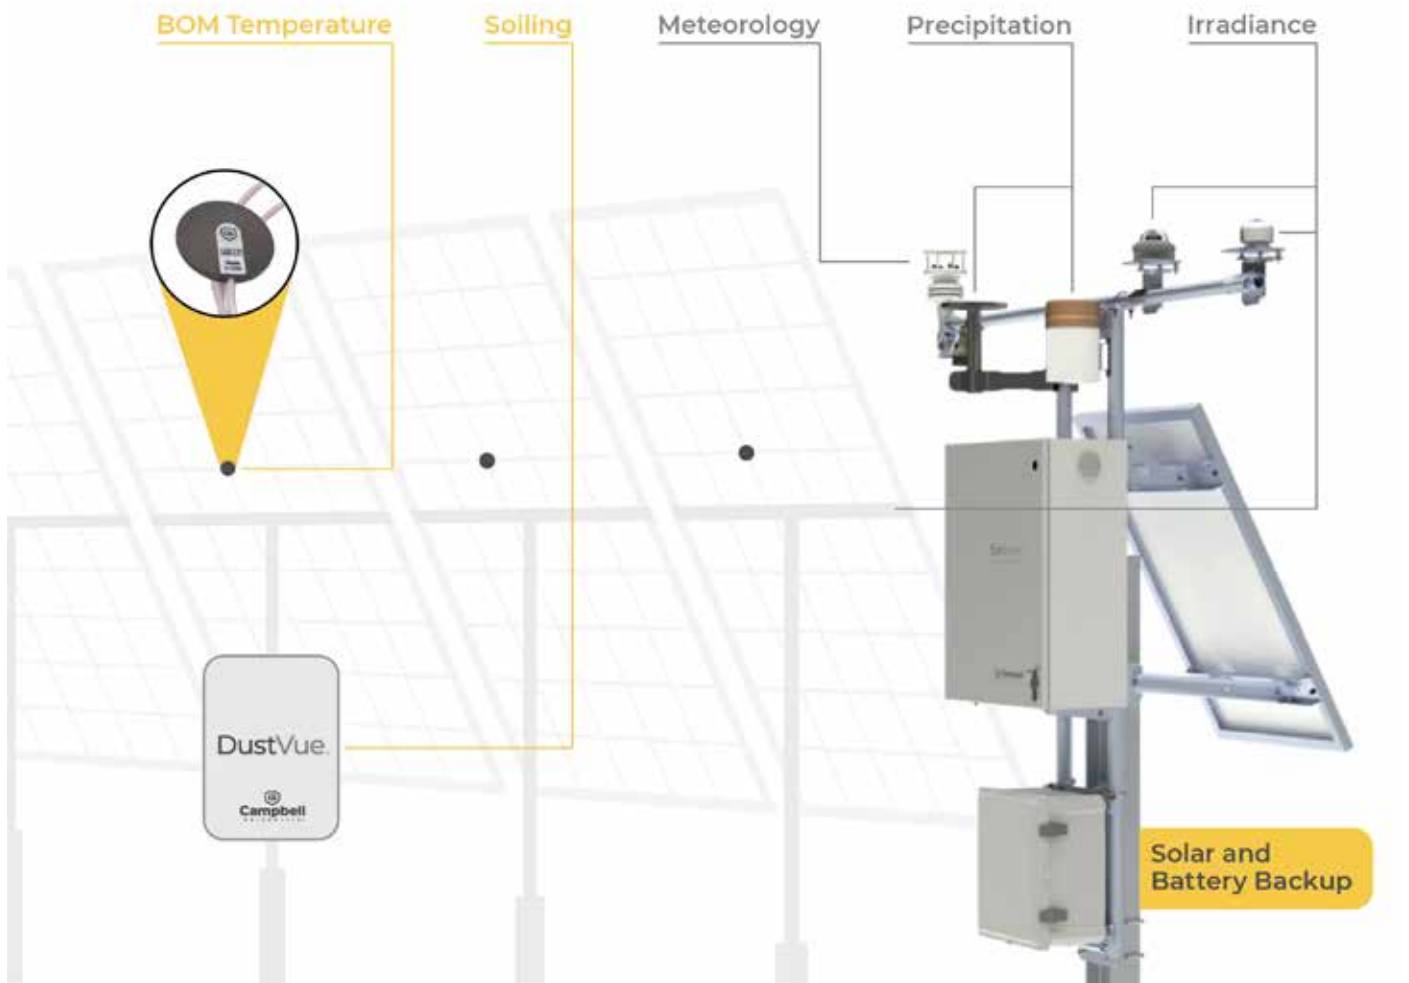 BOM Temperature
Soiling
Meteorology
Precipitation
Irradiance
DustVue.
Campbell
Solar and
Battery Backup